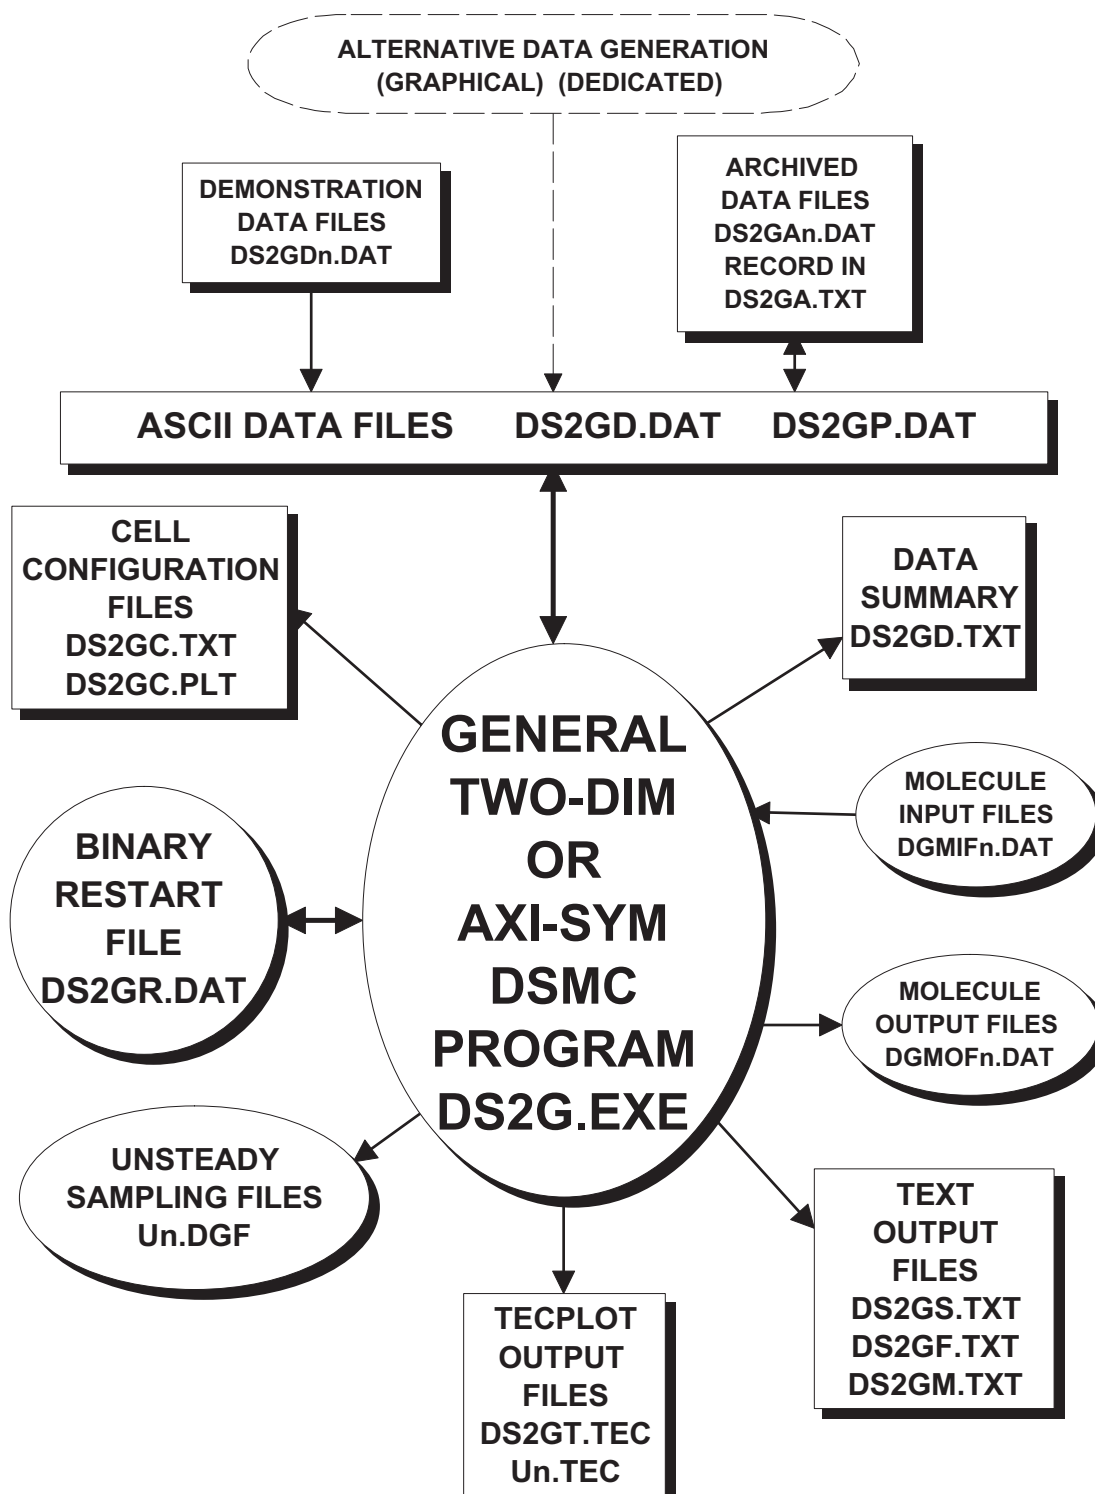 ALTERNATIVE DATA GENERATION
(GRAPHICAL) (DEDICATED)
DEMONSTRATION
DATA FILES
DS2GDn.DAT
ARCHIVED
DATA FILES
DS2GAn.DAT
RECORD IN
DS2GA.TXT
ASCII DATA FILES DS2GD.DAT DS2GP.DAT
CELL
CONFIGURATION
FILES
DS2GC.TXT
DS2GC.PLT
DATA
SUMMARY
DS2GD.TXT
GENERAL
TWO-DIM
OR
AXI-SYM
DSMC
PROGRAM
DS2G.EXE
MOLECULE
INPUT FILES
DGMIFn.DAT
BINARY
RESTART
FILE
DS2GR.DAT
MOLECULE
OUTPUT FILES
DGMOFn.DAT
UNSTEADY
SAMPLING FILES
Un.DGF
TEXT
OUTPUT
FILES
DS2GS.TXT
DS2GF.TXT
DS2GM.TXT
TECPLOT
OUTPUT
FILES
DS2GT.TEC
Un.TEC